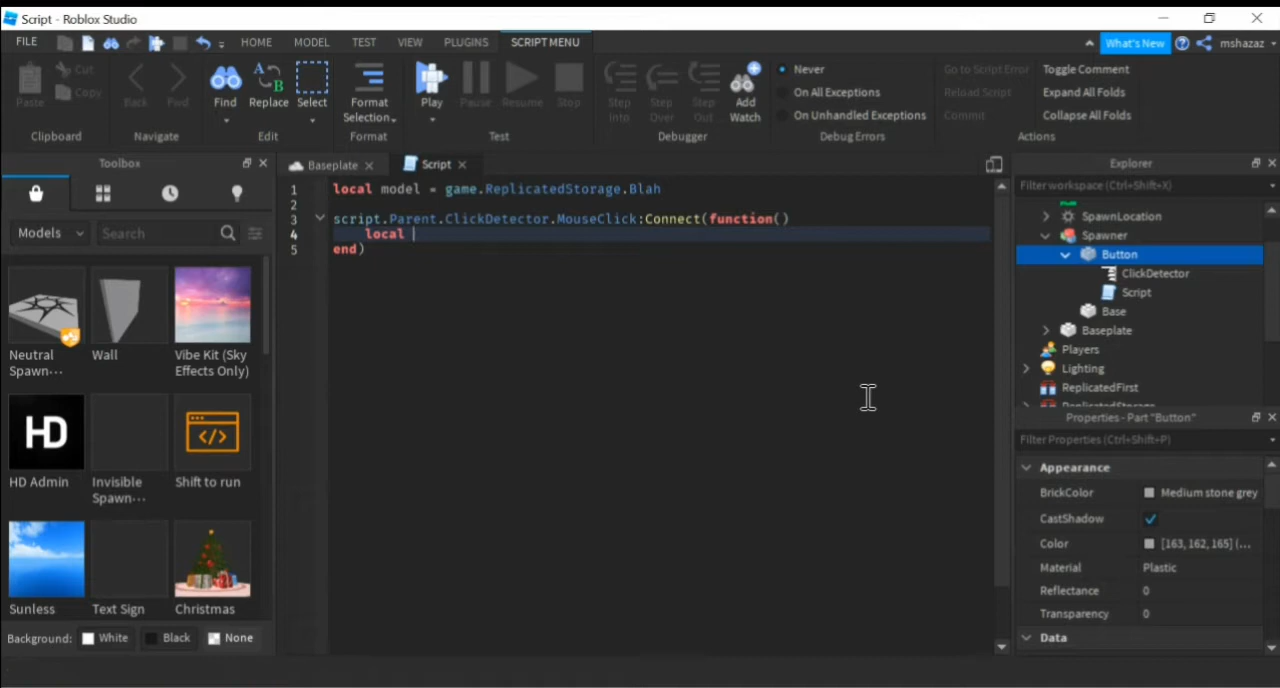 Script - Roblox Studio
FILE HOME MODEL TEST VIEW PLUGINS SCRIPT MENU What's New mshazaz
Paste Cut Copy Back Fwd Find Replace Select Format Selection Play Pause Resume Stop Step Into Step Over Step Out Add Watch
Never
On All Exceptions
On Unhandled Exceptions
Go to Script Error
Reload Script
Commit
Toggle Comment
Expand All Folds
Collapse All Folds
Clipboard Navigate Edit Format Test Debugger Debug Errors Actions
Toolbox
Models Search
Neutral Spawn...
Wall
Vibe Kit (Sky Effects Only)
HD
</>
HD Admin
Invisible Spawn...
Shift to run
Sunless
Text Sign
Christmas
Background: White Black None
Baseplate Script
1 local model = game.ReplicatedStorage.Blah
2
3 script.Parent.ClickDetector.MouseClick:Connect(function()
4 local
5 end)
Explorer
Filter workspace (Ctrl+Shift+X)
SpawnLocation
Spawner
Button
ClickDetector
Script
Base
Baseplate
Players
Lighting
ReplicatedFirst
ReplicatedStorage
Properties - Part "Button"
Filter Properties (Ctrl+Shift+P)
Appearance
BrickColor Medium stone grey
CastShadow
Color [163, 162, 165] (...
Material Plastic
Reflectance 0
Transparency 0
Data